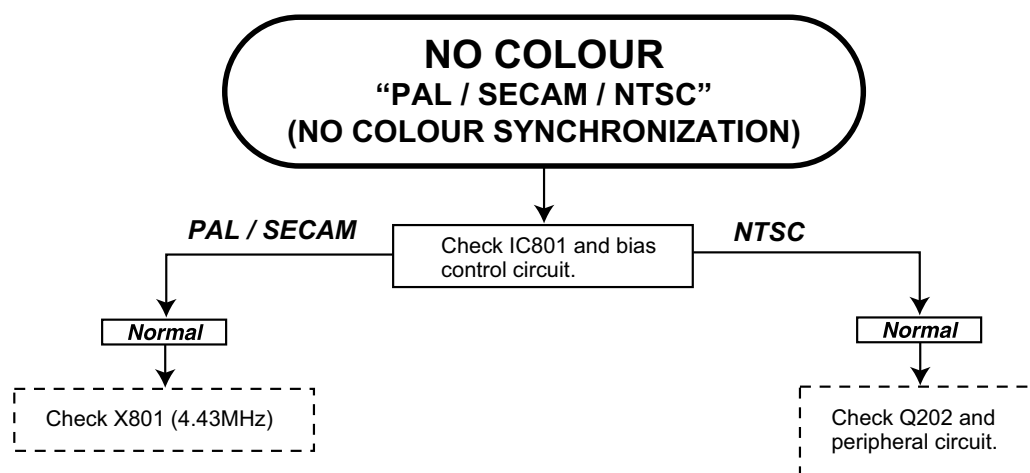 NO COLOUR
“PAL / SECAM / NTSC”
(NO COLOUR SYNCHRONIZATION)
PAL / SECAM
Check IC801 and bias
control circuit.
NTSC
Normal
Normal
Check X801 (4.43MHz)
Check Q202 and
peripheral circuit.